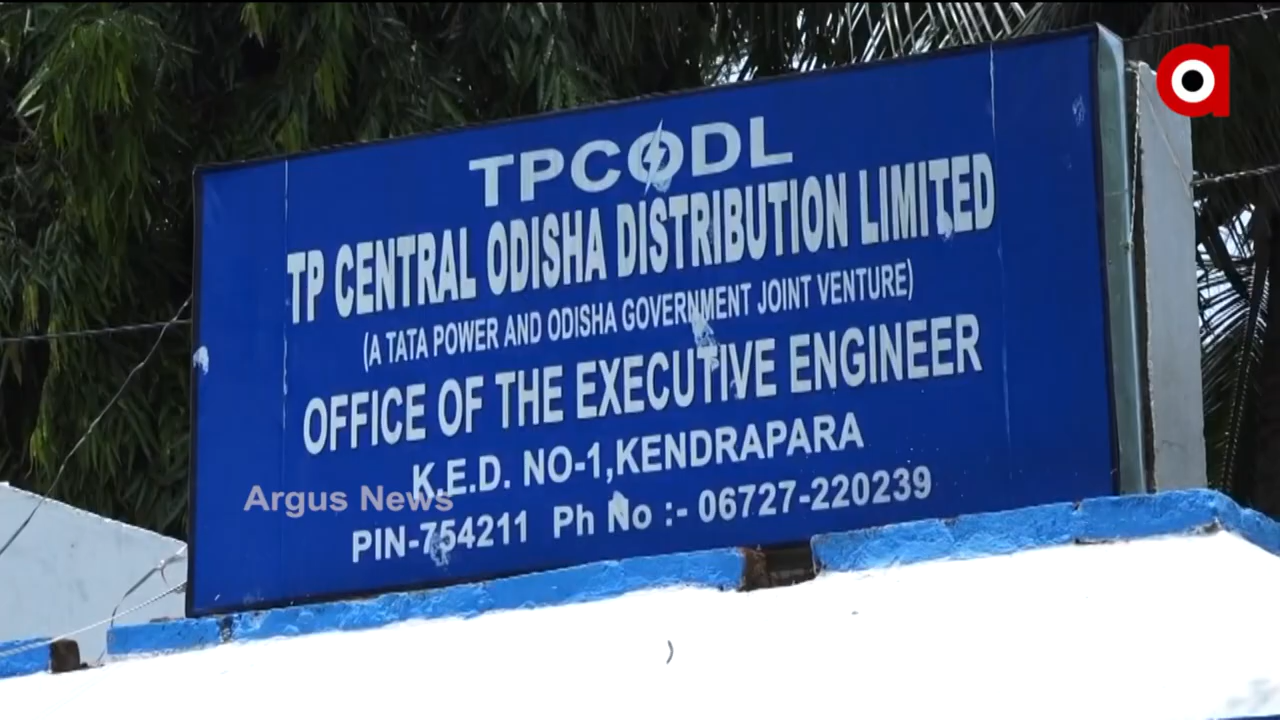 TPCODL
TP CENTRAL ODISHA DISTRIBUTION LIMITED
(A TATA POWER AND ODISHA GOVERNMENT JOINT VENTURE)
OFFICE OF THE EXECUTIVE ENGINEER
K.E.D. NO-1,KENDRAPARA
Argus News
PIN-754211 Ph No :- 06727-220239